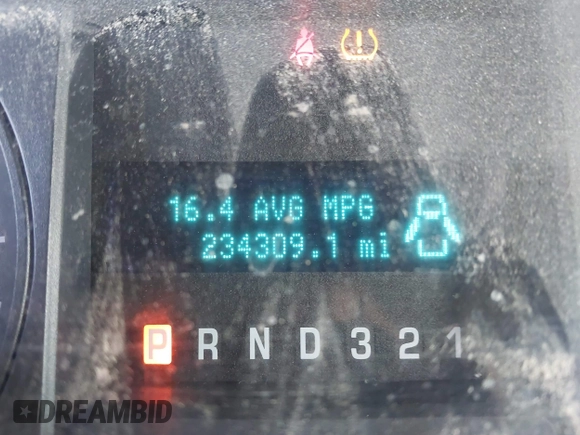 16.4 AVG MPG
234309.1 mi
P R N D 3 2 1
DREAMBID